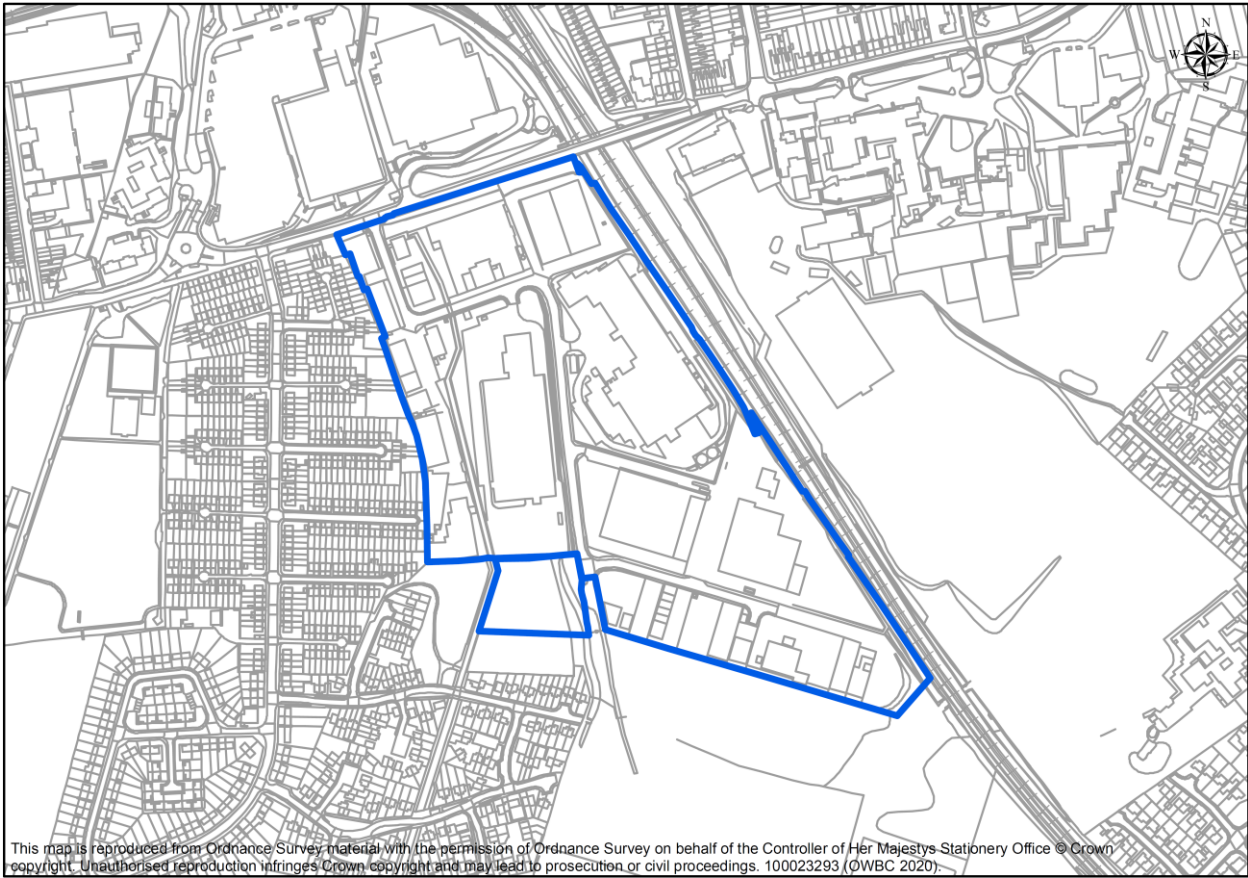 N
W E
S
This map is reproduced from Ordnance Survey material with the permission of Ordnance Survey on behalf of the Controller of Her Majestys Stationery Office © Crown
copyright. Unauthorised reproduction infringes Crown copyright and may lead to prosecution or civil proceedings. 100023293 (OWBC 2020).